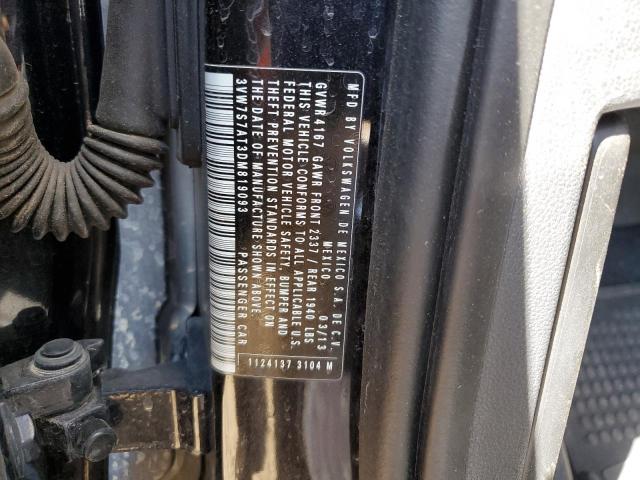 MFD BY VOLKSWAGEN DE MEXICO S.A. DE C.V.
MEXICO 03/13
GVWR 4167 GAWR FRONT 2337 / REAR 1940 LBS
THIS VEHICLE CONFORMS TO ALL APPLICABLE U.S.
FEDERAL MOTOR VEHICLE SAFETY, BUMPER AND
THEFT PREVENTION STANDARDS IN EFFECT ON
THE DATE OF MANUFACTURE SHOWN ABOVE.
3VW7S7AT3DM819093 PASSENGER CAR
1124137 3104 M